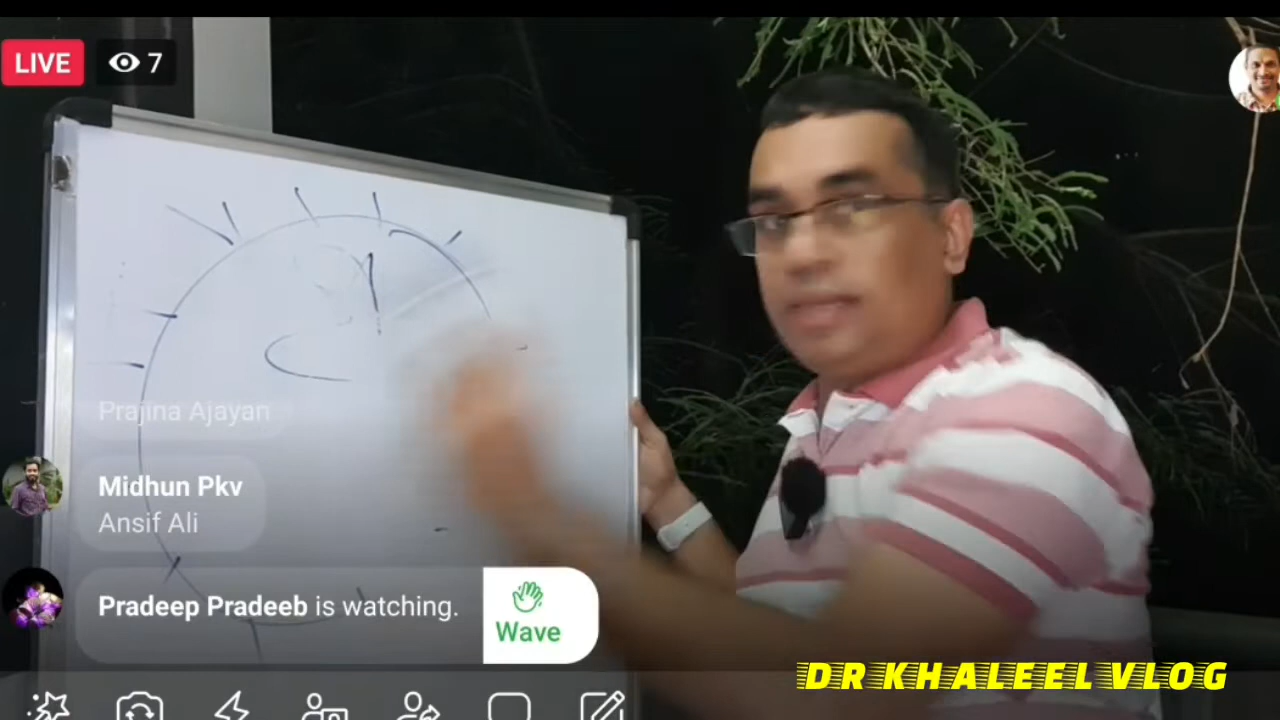 LIVE 7
Prajina Ajayan
Midhun Pkv
Ansif Ali
Pradeep Pradeeb is watching.
Wave
DR KHALEEL VLOG